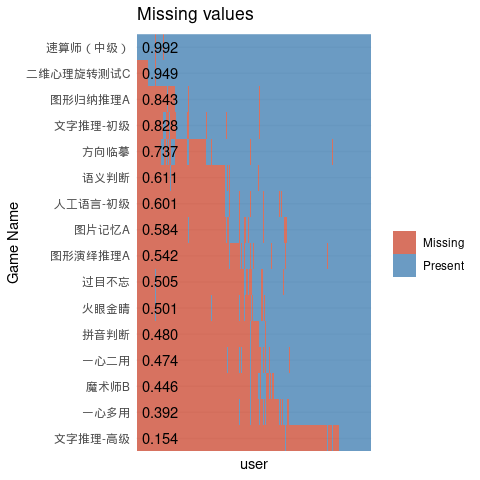 Missing values
速算师（中级） 0.992
二维心理旋转测试C 0.949
图形归纳推理A 0.843
文字推理-初级 0.828
方向临摹 0.737
语义判断 0.611
人工语言-初级 0.601
图片记忆A 0.584
图形演绎推理A 0.542
过目不忘 0.505
火眼金睛 0.501
拼音判断 0.480
一心二用 0.474
魔术师B 0.446
一心多用 0.392
文字推理-高级 0.154
Game Name
user
Missing
Present